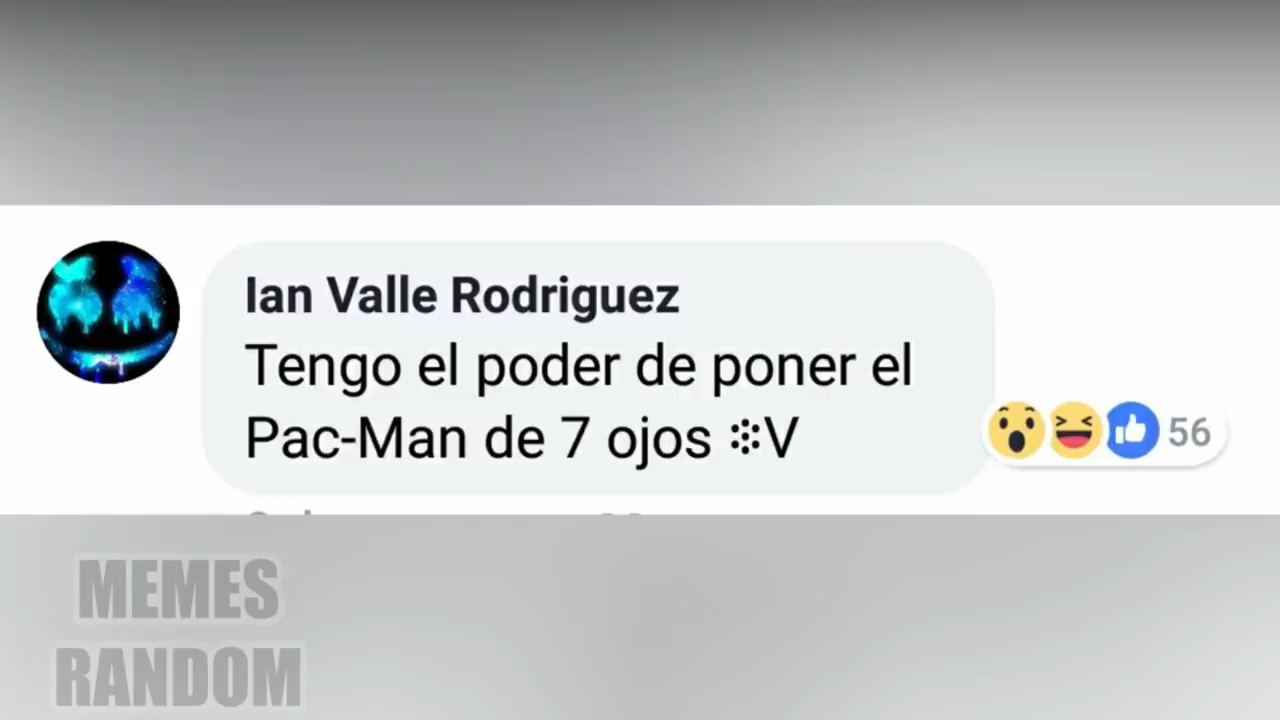 Ian Valle Rodriguez
Tengo el poder de poner el
Pac-Man de 7 ojos ፨V
56
MEMES
RANDOM